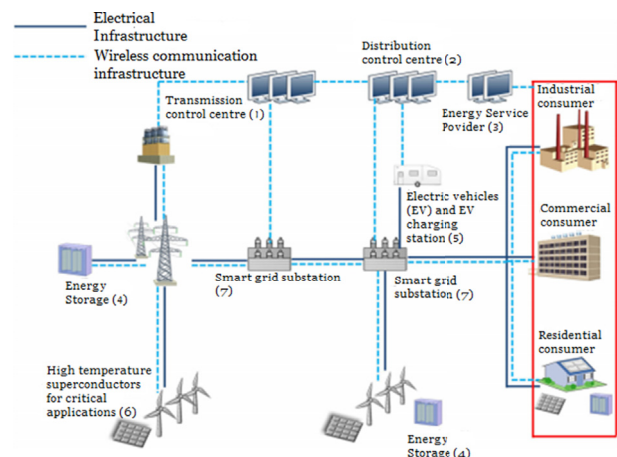 Electrical
Infrastructure
Wireless communication
infrastructure
Distribution
control centre (2)
Transmission
control centre (1)
Energy Service
Povider (3)
Industrial
consumer
Electric vehicles
(EV) and EV
charging
station (5)
Commercial
consumer
Energy
Storage (4)
Smart grid substation
(7)
Smart grid
substation (7)
Residential
consumer
High temperature
superconductors
for critical
applications (6)
Energy
Storage (4)